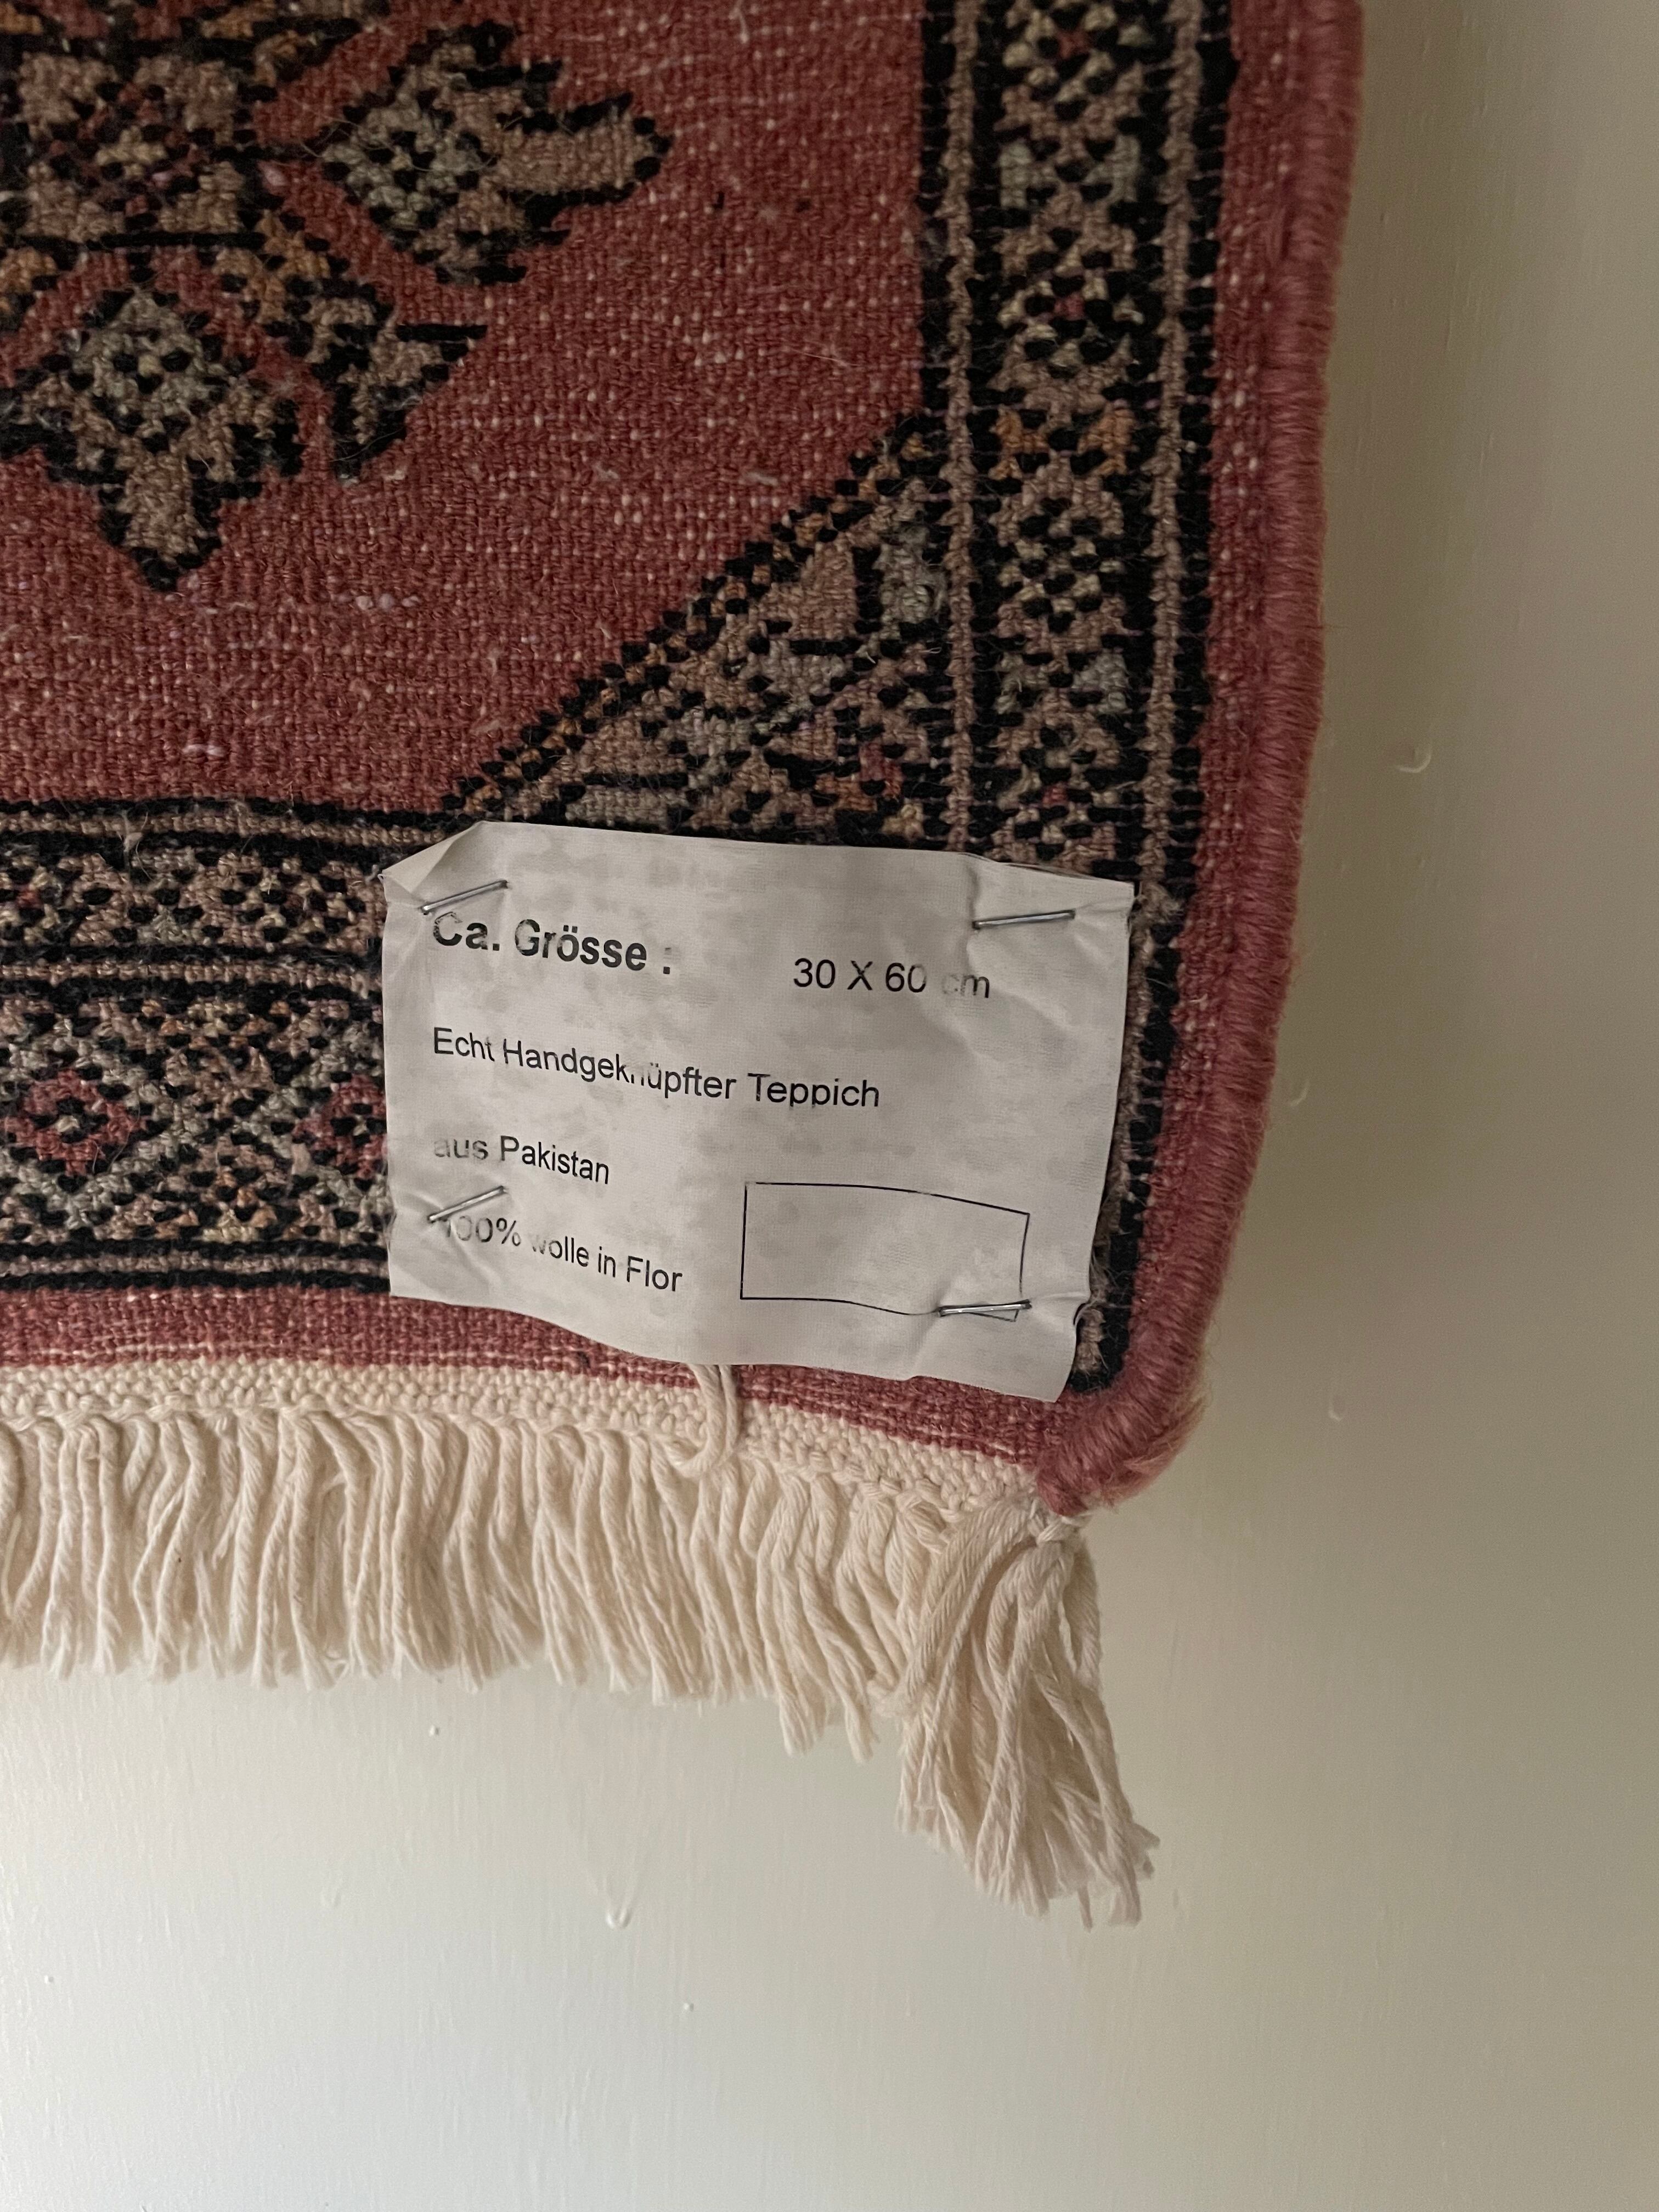 Ca. Grösse : 30 X 60 cm
Echt Handgeknüpfter Teppich
aus Pakistan
100% wolle in Flor